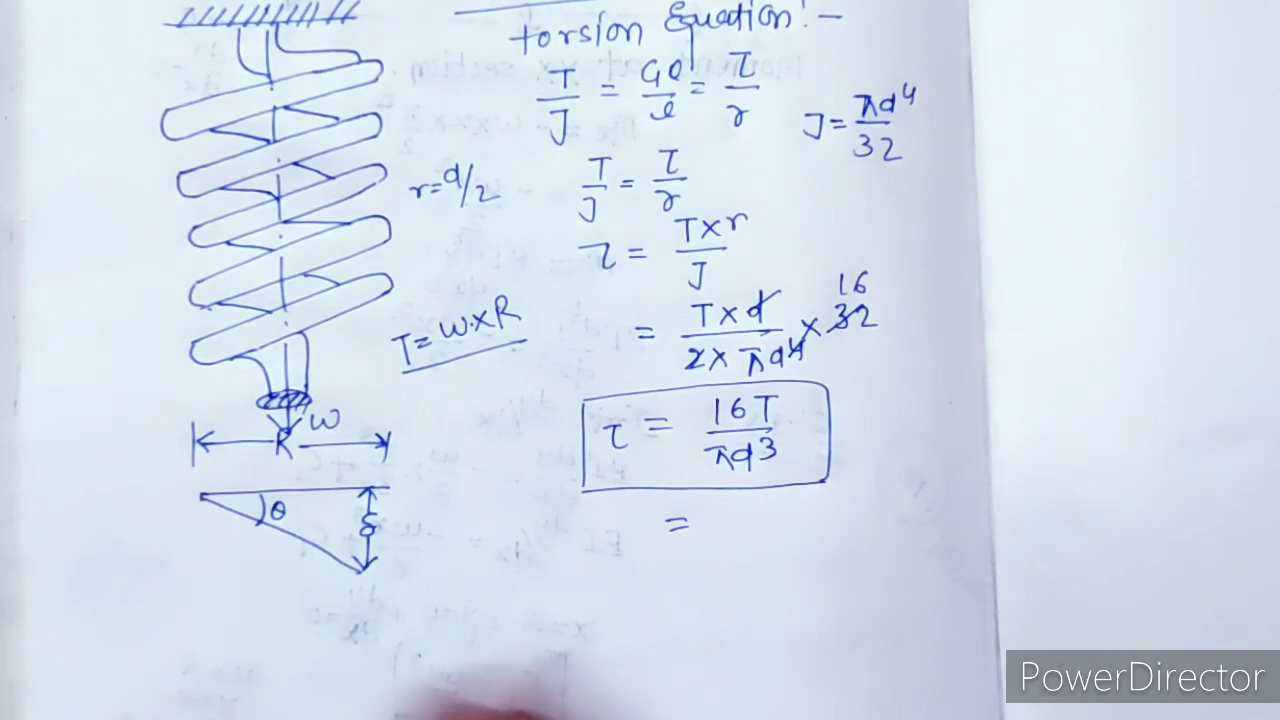 torsion Equation:-
T/J = Gθ/l = τ/r
J = πd⁴/32
r = d/2
T/J = τ/r
τ = T×r/J
T = W×R
= T×d/2×πd⁴ × 32 16
τ = 16T/πd³
=
W
R
θ
δ
PowerDirector